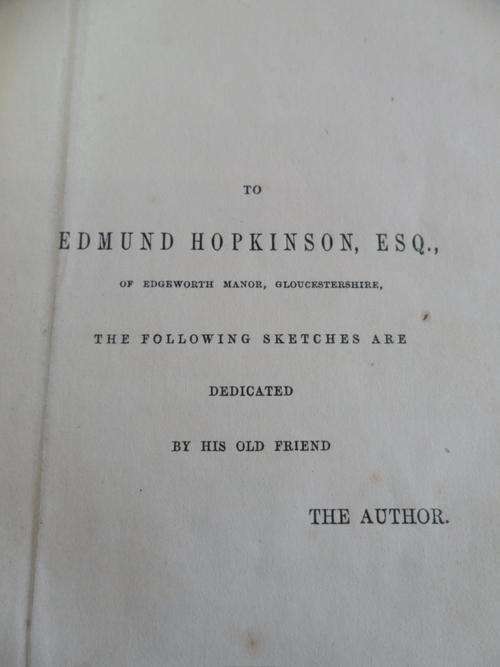 TO
EDMUND HOPKINSON, ESQ.,
OF EDGEWORTH MANOR, GLOUCESTERSHIRE,
THE FOLLOWING SKETCHES ARE
DEDICATED
BY HIS OLD FRIEND
THE AUTHOR.